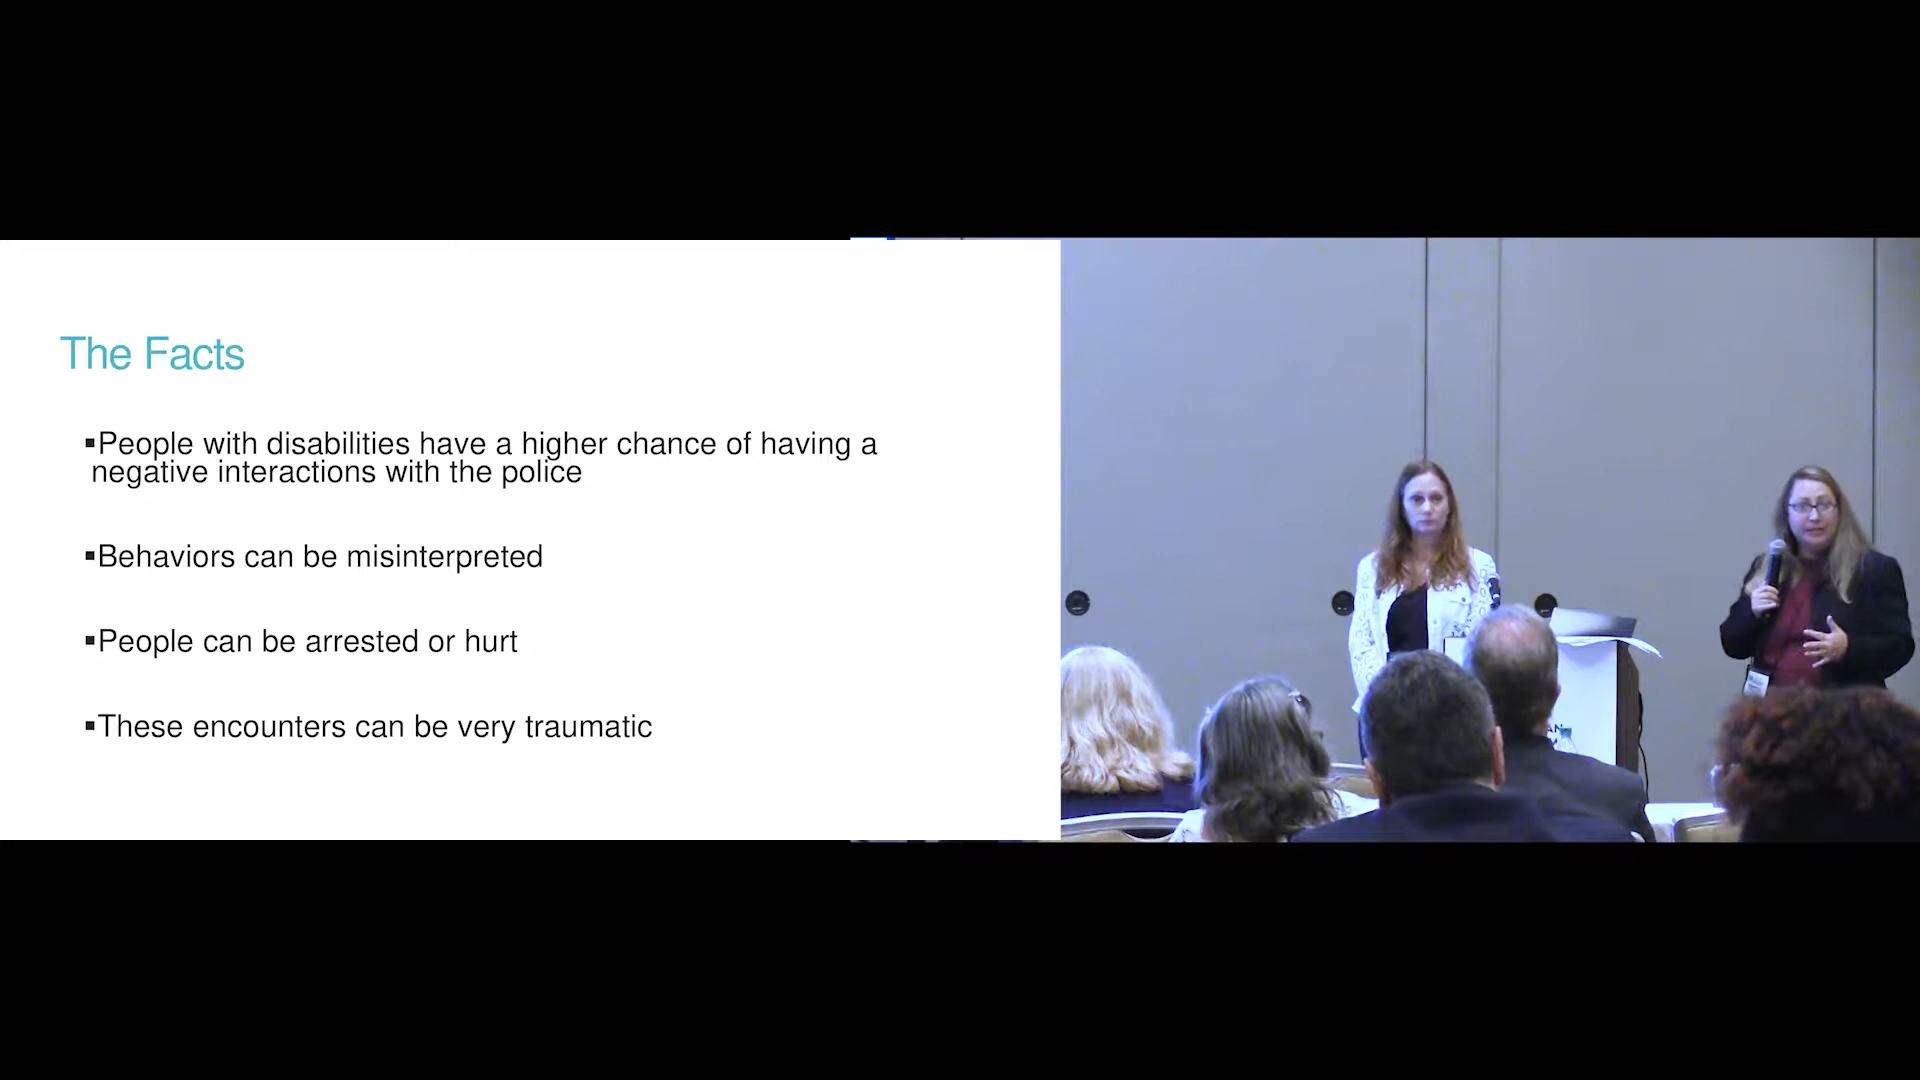 The Facts
▪People with disabilities have a higher chance of having a
negative interactions with the police
▪Behaviors can be misinterpreted
▪People can be arrested or hurt
▪These encounters can be very traumatic